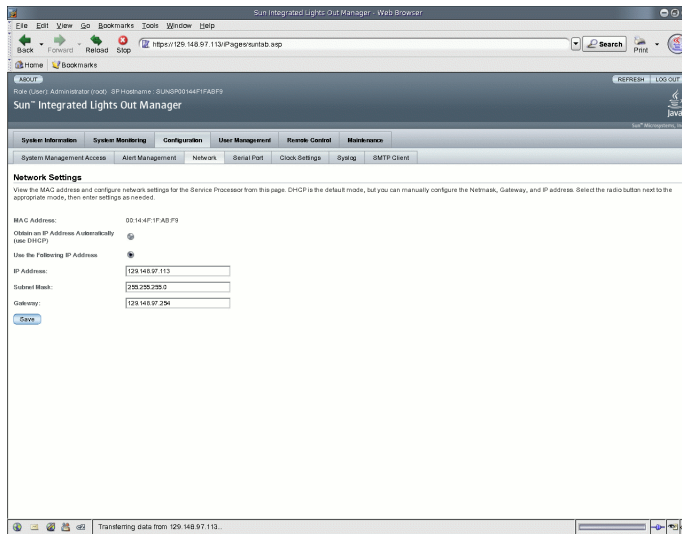 Sun Integrated Lights Out Manager - Web Browser
File Edit View Go Bookmarks Tools Window Help
Back Forward Reload Stop https://129.148.97.113/iPages/suntab.asp Search Print
Home Bookmarks
ABOUT REFRESH LOG OUT
Role (User): Administrator (root) SP Hostname : SUNSP00144F1FABF9
Sun™ Integrated Lights Out Manager
Java
Sun™ Microsystems, In
System Information System Monitoring Configuration User Management Remote Control Maintenance
System Management Access Alert Management Network Serial Port Clock Settings Syslog SMTP Client
Network Settings
View the MAC address and configure network settings for the Service Processor from this page. DHCP is the default mode, but you can manually configure the Netmask, Gateway, and IP address. Select the radio button next to the
appropriate mode, then enter settings as needed.
MAC Address: 00:14:4F:1F:AB:F9
Obtain an IP Address Automatically
(use DHCP)
Use the Following IP Address
IP Address: 129.148.97.113
Subnet Mask: 255.255.255.0
Gateway: 129.148.97.254
Save
Transferring data from 129.148.97.113...